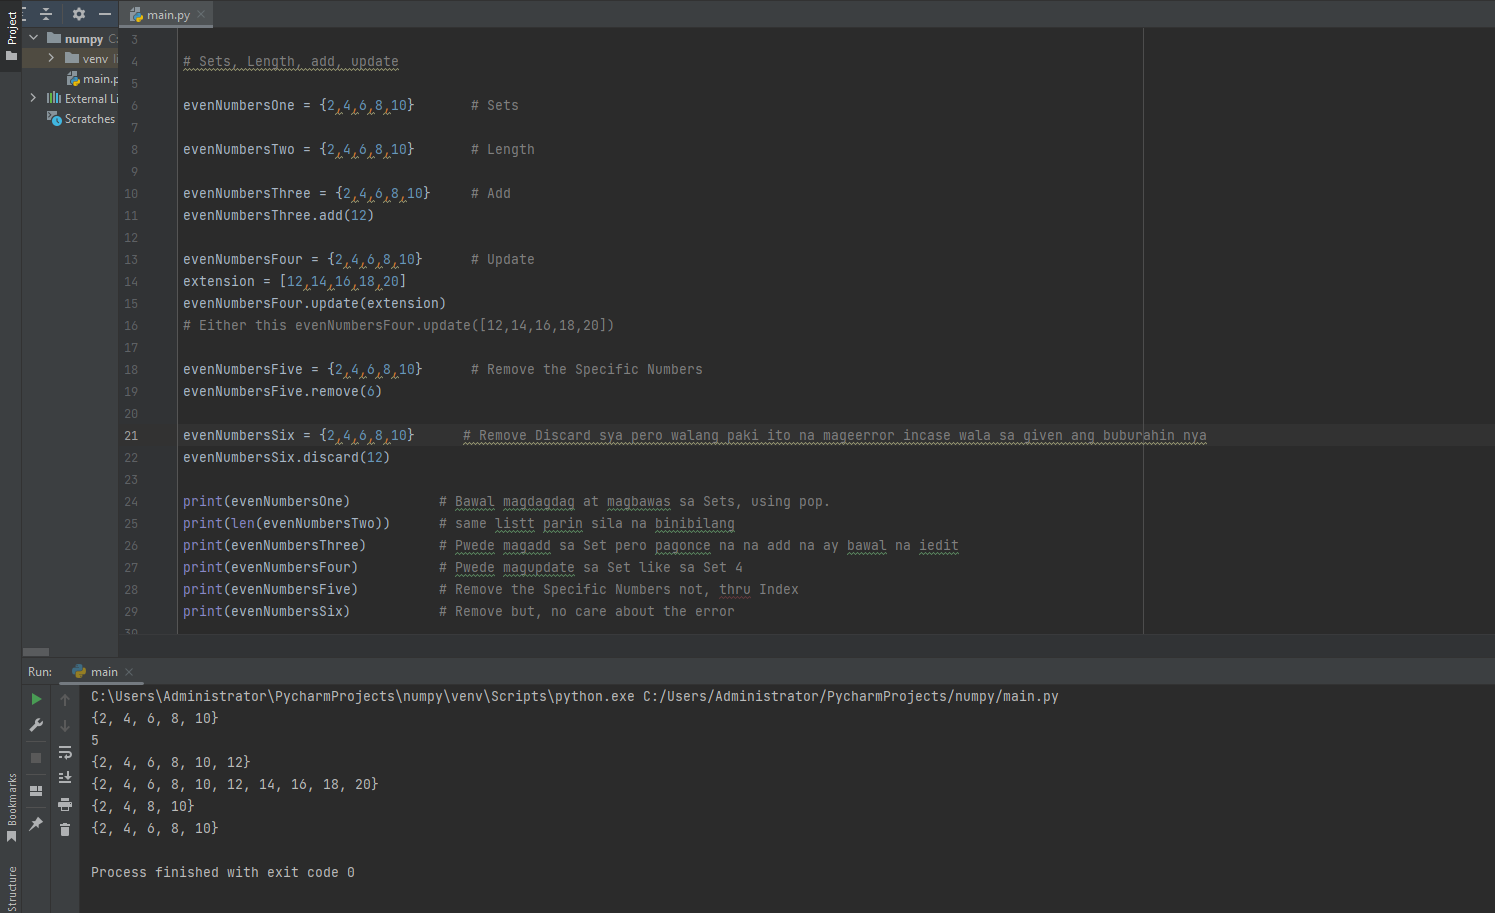 Project
numpy C:
venv li
main.p
External Li
Scratches
main.py
3
4 # Sets, Length, add, update
5
6 evenNumbersOne = {2,4,6,8,10} # Sets
7
8 evenNumbersTwo = {2,4,6,8,10} # Length
9
10 evenNumbersThree = {2,4,6,8,10} # Add
11 evenNumbersThree.add(12)
12
13 evenNumbersFour = {2,4,6,8,10} # Update
14 extension = [12,14,16,18,20]
15 evenNumbersFour.update(extension)
16 # Either this evenNumbersFour.update([12,14,16,18,20])
17
18 evenNumbersFive = {2,4,6,8,10} # Remove the Specific Numbers
19 evenNumbersFive.remove(6)
20
21 evenNumbersSix = {2,4,6,8,10} # Remove Discard sya pero walang paki ito na mageerror incase wala sa given ang buburahin nya
22 evenNumbersSix.discard(12)
23
24 print(evenNumbersOne) # Bawal magdagdag at magbawas sa Sets, using pop.
25 print(len(evenNumbersTwo)) # same listt parin sila na binibilang
26 print(evenNumbersThree) # Pwede magadd sa Set pero pagonce na na add na ay bawal na iedit
27 print(evenNumbersFour) # Pwede magupdate sa Set like sa Set 4
28 print(evenNumbersFive) # Remove the Specific Numbers not, thru Index
29 print(evenNumbersSix) # Remove but, no care about the error
30
Run: main
C:\Users\Administrator\PycharmProjects\numpy\venv\Scripts\python.exe C:/Users/Administrator/PycharmProjects/numpy/main.py
{2, 4, 6, 8, 10}
5
{2, 4, 6, 8, 10, 12}
{2, 4, 6, 8, 10, 12, 14, 16, 18, 20}
{2, 4, 8, 10}
{2, 4, 6, 8, 10}
Process finished with exit code 0
Bookmarks
Structure